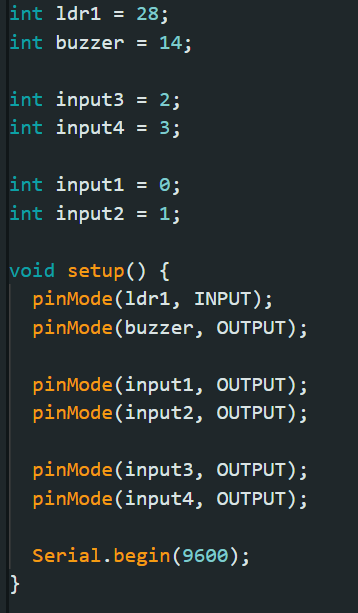 int ldr1 = 28;
int buzzer = 14;

int input3 = 2;
int input4 = 3;

int input1 = 0;
int input2 = 1;

void setup() {
  pinMode(ldr1, INPUT);
  pinMode(buzzer, OUTPUT);

  pinMode(input1, OUTPUT);
  pinMode(input2, OUTPUT);

  pinMode(input3, OUTPUT);
  pinMode(input4, OUTPUT);

  Serial.begin(9600);
}